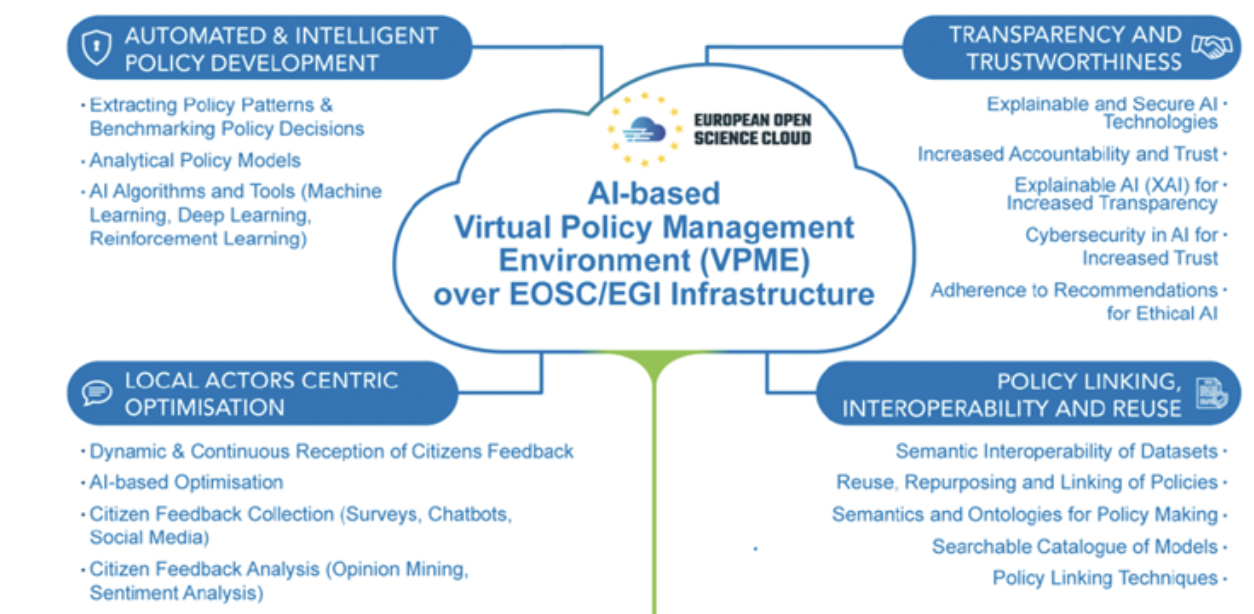 AUTOMATED & INTELLIGENT
POLICY DEVELOPMENT
· Extracting Policy Patterns &
Benchmarking Policy Decisions
· Analytical Policy Models
· AI Algorithms and Tools (Machine
Learning, Deep Learning,
Reinforcement Learning)
EUROPEAN OPEN
SCIENCE CLOUD
AI-based
Virtual Policy Management
Environment (VPME)
over EOSC/EGI Infrastructure
TRANSPARENCY AND
TRUSTWORTHINESS
Explainable and Secure AI ·
Technologies
Increased Accountability and Trust ·
Explainable AI (XAI) for ·
Increased Transparency
Cybersecurity in AI for ·
Increased Trust
Adherence to Recommendations ·
for Ethical AI
LOCAL ACTORS CENTRIC
OPTIMISATION
· Dynamic & Continuous Reception of Citizens Feedback
· AI-based Optimisation
· Citizen Feedback Collection (Surveys, Chatbots,
Social Media)
· Citizen Feedback Analysis (Opinion Mining,
Sentiment Analysis)
POLICY LINKING,
INTEROPERABILITY AND REUSE
Semantic Interoperability of Datasets ·
Reuse, Repurposing and Linking of Policies ·
Semantics and Ontologies for Policy Making ·
Searchable Catalogue of Models ·
Policy Linking Techniques ·